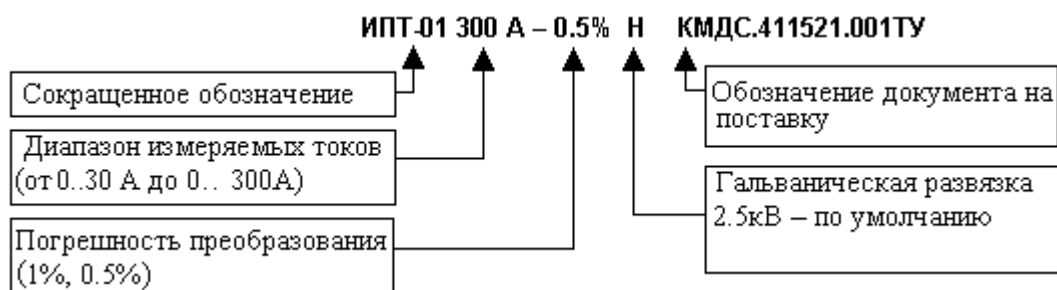 ИПТ-01 300 А – 0.5% Н КМДС.411521.001ТУ
Сокращенное обозначение
Диапазон измеряемых токов
(от 0..30 А до 0.. 300А)
Погрешность преобразования
(1%, 0.5%)
Обозначение документа на
поставку
Гальваническая развязка
2.5кВ – по умолчанию